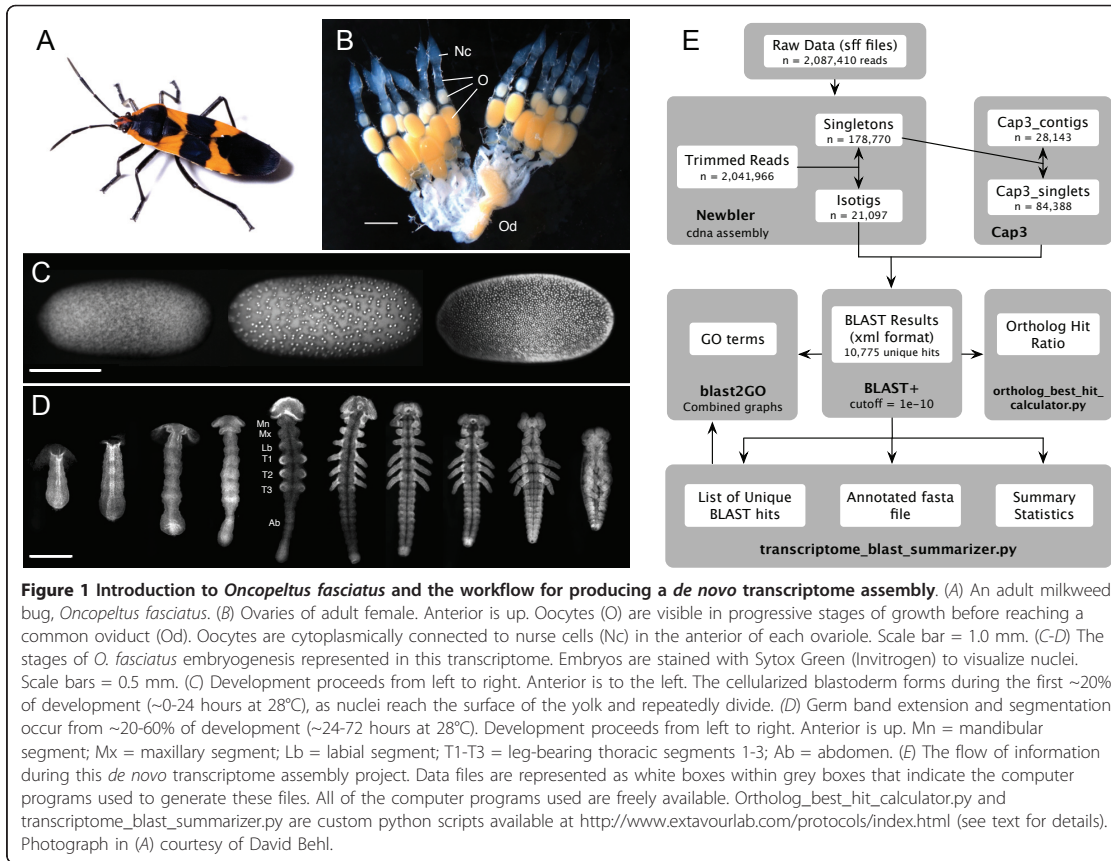 A
B
Nc
O
Od
C
D
Mn
Mx
Lb
T1
T2
T3
Ab
E
Raw Data (sff files)
n = 2,087,410 reads
Singletons
n = 178,770
Trimmed Reads
n = 2,041,966
Isotigs
n = 21,097
Newbler
cdna assembly
Cap3_contigs
n = 28,143
Cap3_singlets
n = 84,388
Cap3
GO terms
blast2GO
Combined graphs
BLAST Results
(xml format)
10,775 unique hits
BLAST+
cutoff = 1e-10
Ortholog Hit
Ratio
ortholog_best_hit_
calculator.py
List of Unique
BLAST hits
Annotated fasta
file
Summary
Statistics
transcriptome_blast_summarizer.py
Figure 1 Introduction to Oncopeltus fasciatus and the workflow for producing a de novo transcriptome assembly. (A) An adult milkweed
bug, Oncopeltus fasciatus. (B) Ovaries of adult female. Anterior is up. Oocytes (O) are visible in progressive stages of growth before reaching a
common oviduct (Od). Oocytes are cytoplasmically connected to nurse cells (Nc) in the anterior of each ovariole. Scale bar = 1.0 mm. (C-D) The
stages of O. fasciatus embryogenesis represented in this transcriptome. Embryos are stained with Sytox Green (Invitrogen) to visualize nuclei.
Scale bars = 0.5 mm. (C) Development proceeds from left to right. Anterior is to the left. The cellularized blastoderm forms during the first ~20%
of development (~0-24 hours at 28°C), as nuclei reach the surface of the yolk and repeatedly divide. (D) Germ band extension and segmentation
occur from ~20-60% of development (~24-72 hours at 28°C). Development proceeds from left to right. Anterior is up. Mn = mandibular
segment; Mx = maxillary segment; Lb = labial segment; T1-T3 = leg-bearing thoracic segments 1-3; Ab = abdomen. (E) The flow of information
during this de novo transcriptome assembly project. Data files are represented as white boxes within grey boxes that indicate the computer
programs used to generate these files. All of the computer programs used are freely available. Ortholog_best_hit_calculator.py and
transcriptome_blast_summarizer.py are custom python scripts available at http://www.extavourlab.com/protocols/index.html (see text for details).
Photograph in (A) courtesy of David Behl.